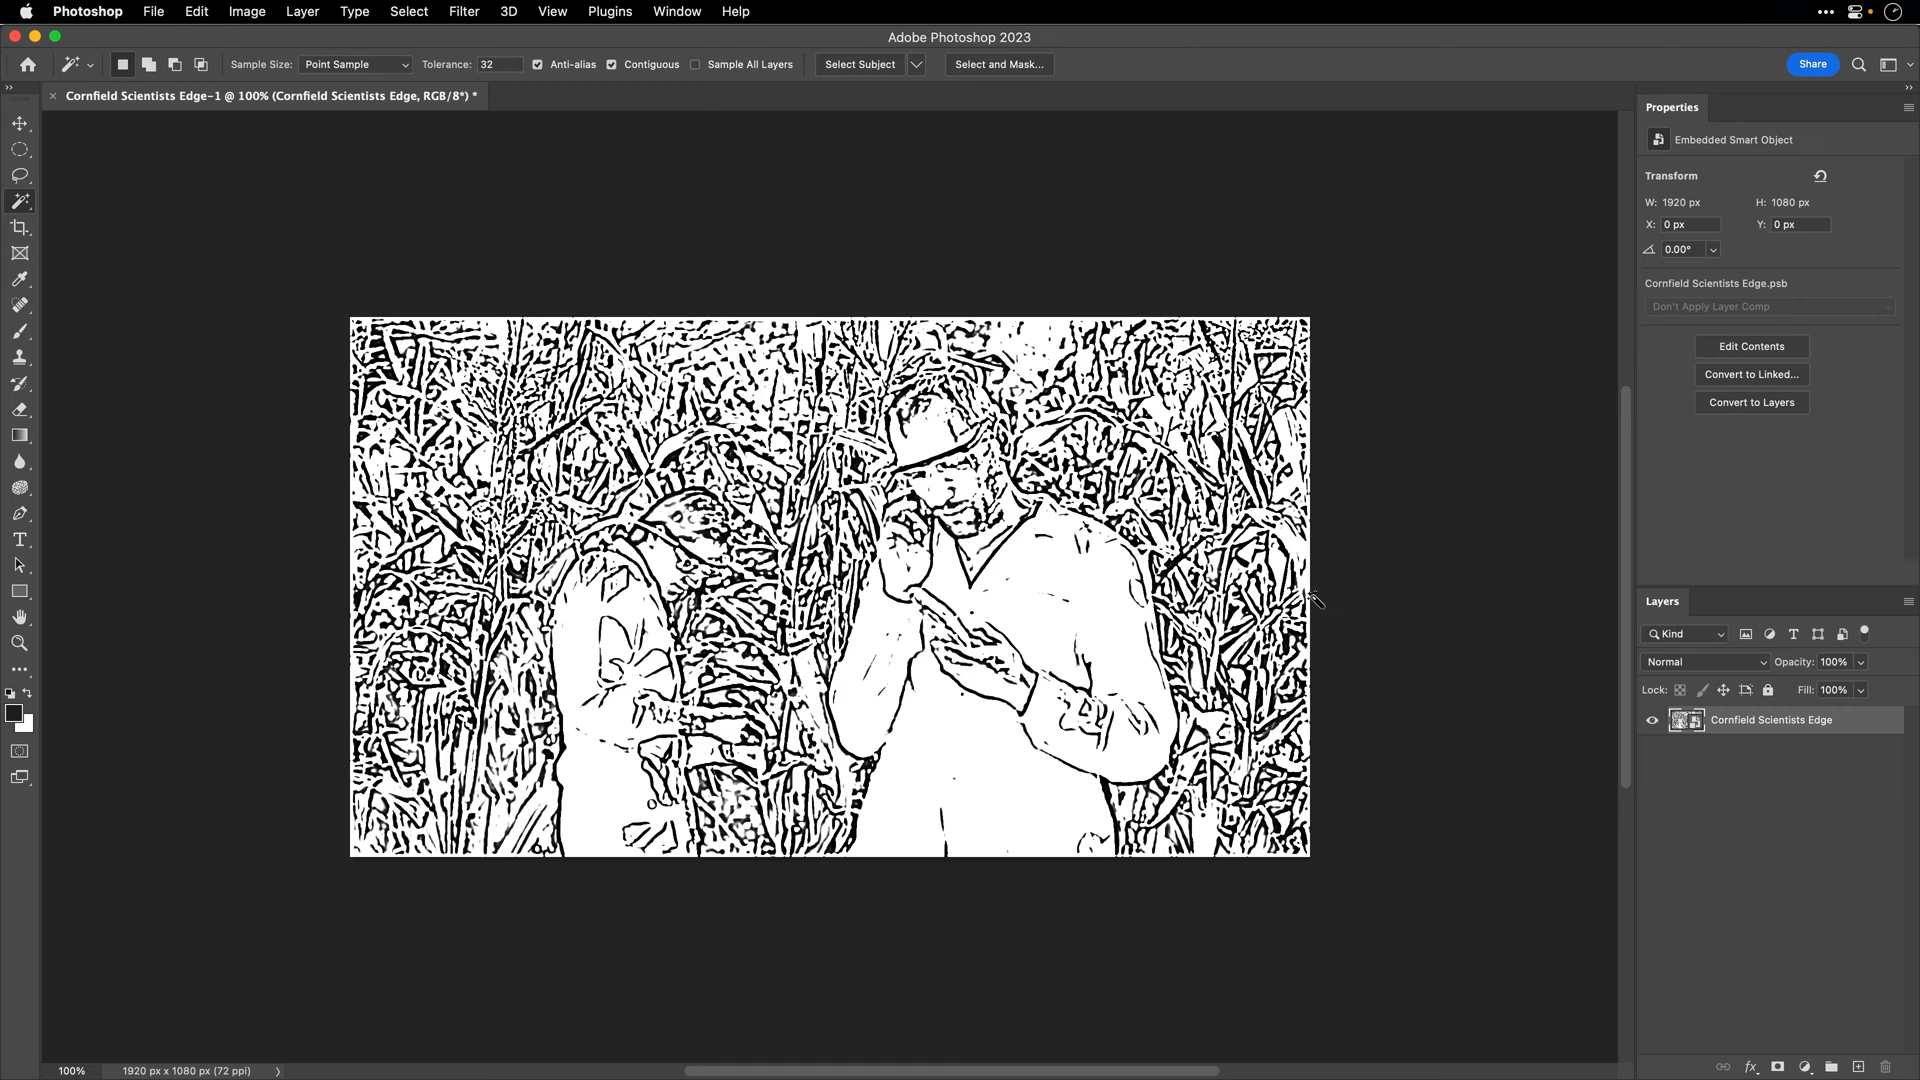 Photoshop File Edit Image Layer Type Select Filter 3D View Plugins Window Help
Adobe Photoshop 2023
Sample Size: Point Sample Tolerance: 32 Anti-alias Contiguous Sample All Layers Select Subject Select and Mask... Share
Cornfield Scientists Edge-1 @ 100% (Cornfield Scientists Edge, RGB/8*) *
Properties
Embedded Smart Object
Transform
W: 1920 px H: 1080 px
X: 0 px Y: 0 px
0.00°
Cornfield Scientists Edge.psb
Don't Apply Layer Comp
Edit Contents
Convert to Linked...
Convert to Layers
Layers
Kind
Normal Opacity: 100%
Lock: Fill: 100%
Cornfield Scientists Edge
100% 1920 px x 1080 px (72 ppi)